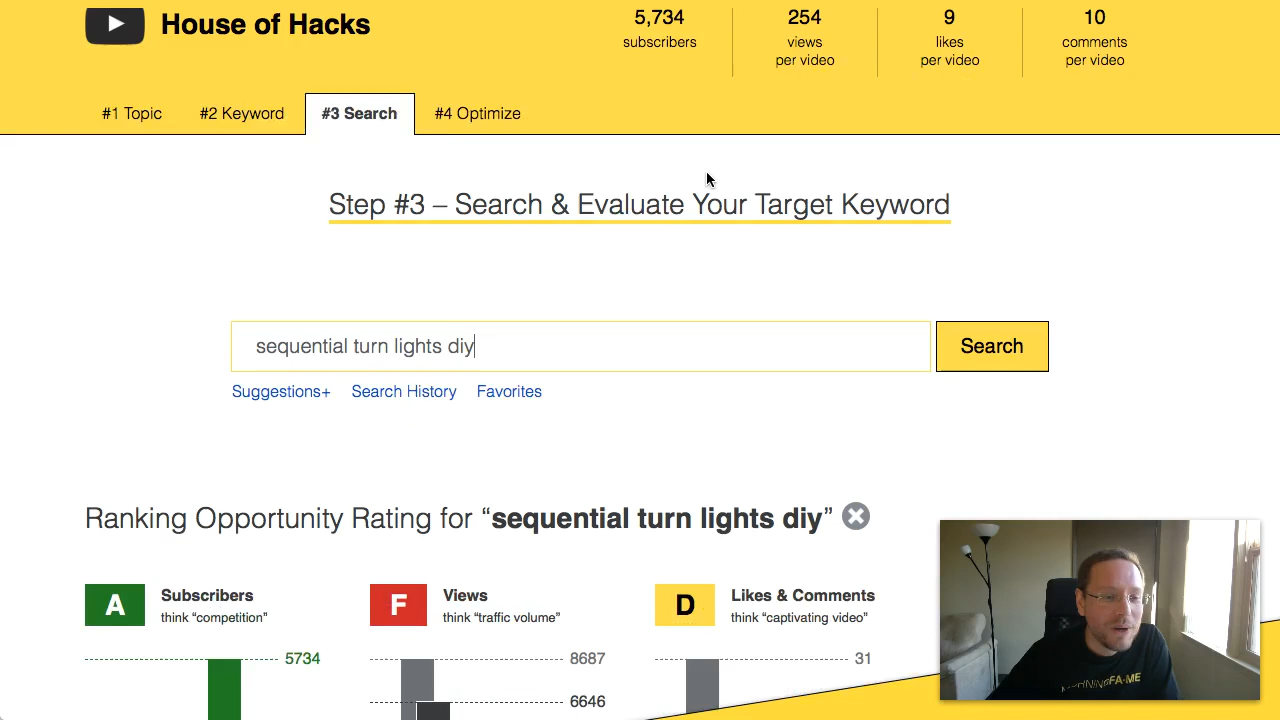 House of Hacks
5,734
subscribers
254
views
per video
9
likes
per video
10
comments
per video
#1 Topic
#2 Keyword
#3 Search
#4 Optimize
Step #3 – Search & Evaluate Your Target Keyword
sequential turn lights diy
Search
Suggestions+
Search History
Favorites
Ranking Opportunity Rating for “sequential turn lights diy”
A
Subscribers
think “competition”
F
Views
think “traffic volume”
D
Likes & Comments
think “captivating video”
5734
8687
6646
31
MORNINGFA·ME